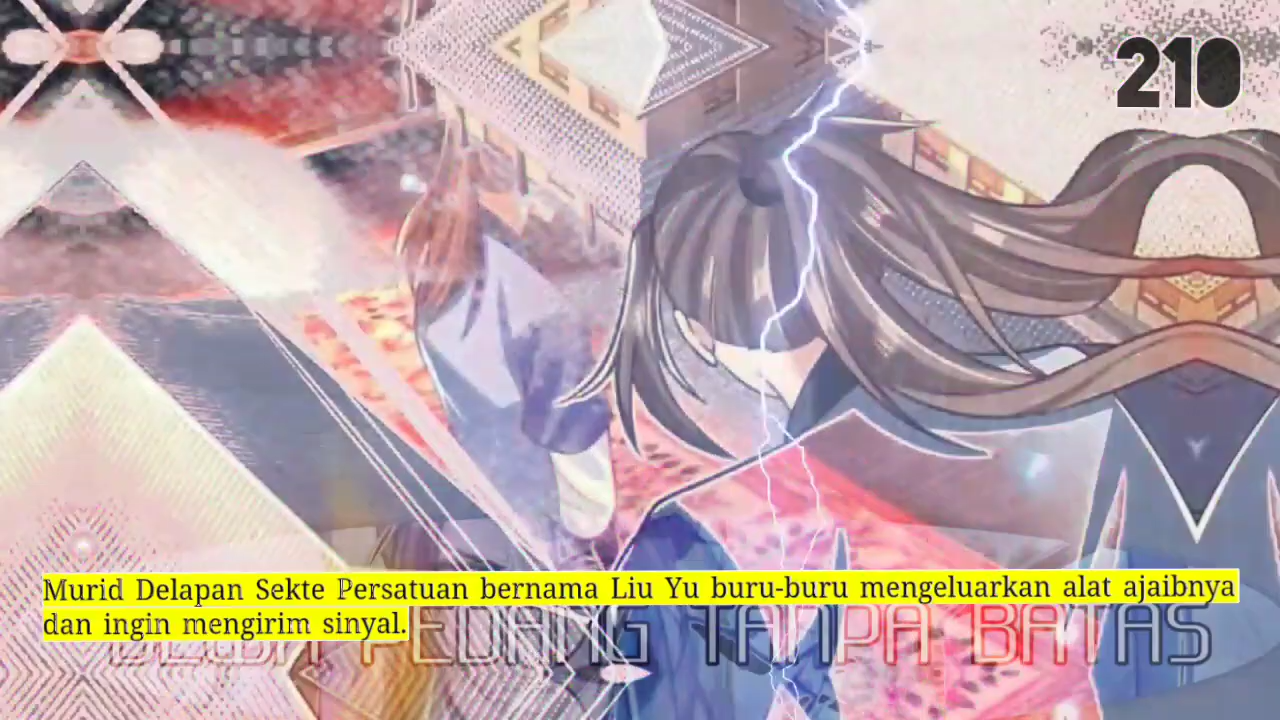 210
Murid Delapan Sekte Persatuan bernama Liu Yu buru-buru mengeluarkan alat ajaibnya
dan ingin mengirim sinyal.
DEWA PEDANG TANPA BATAS